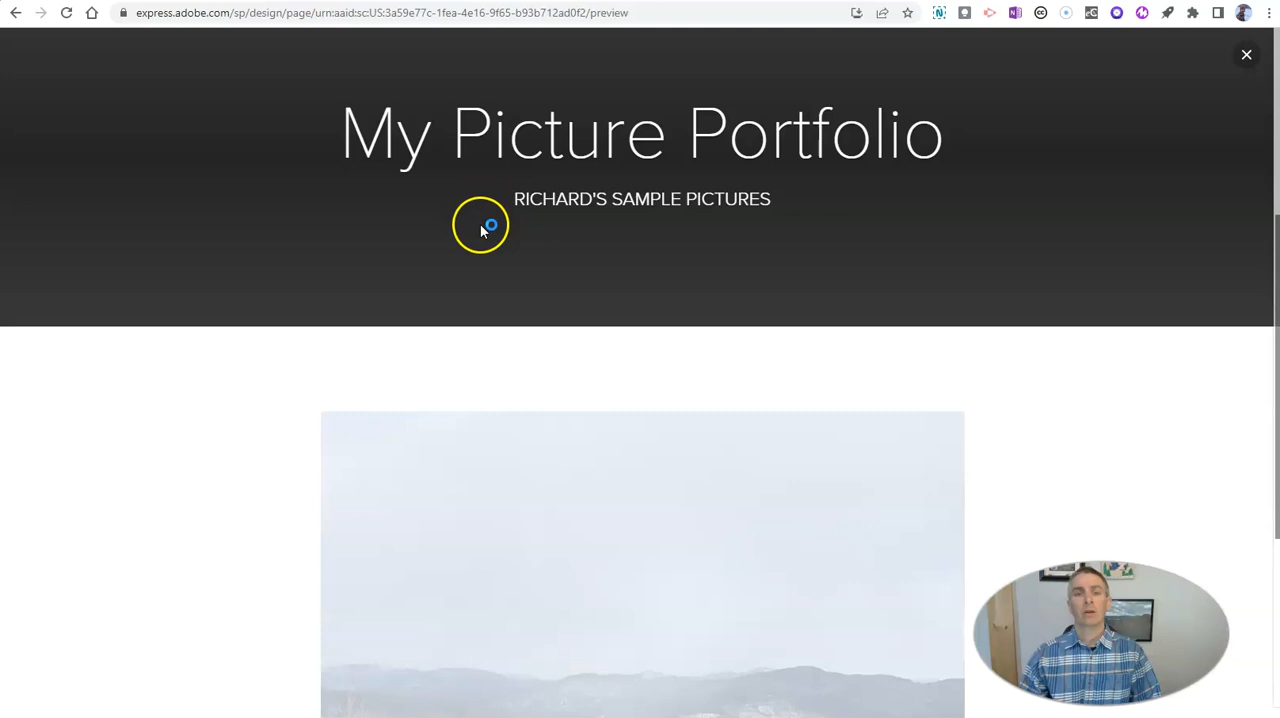 express.adobe.com/sp/design/page/urn:aaid:sc:US:3a59e77c-1fea-4e16-9f65-b93b712ad0f2/preview
My Picture Portfolio
RICHARD'S SAMPLE PICTURES